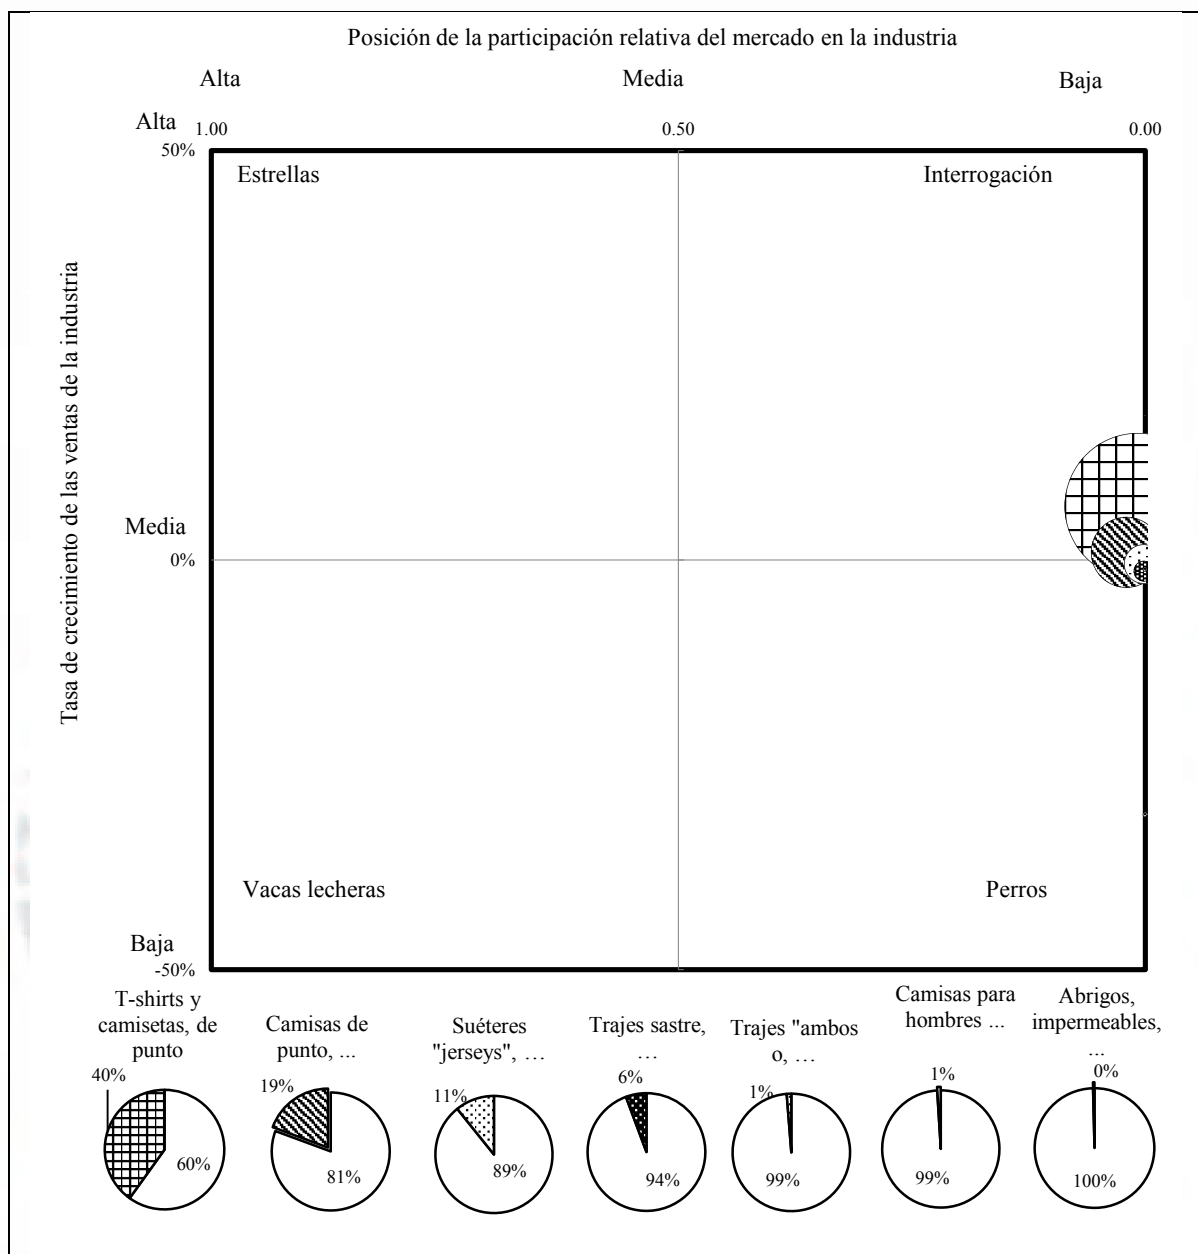 Posición de la participación relativa del mercado en la industria
Alta Media Baja
Alta 1.00 0.50 0.00
50%
Estrellas Interrogación
Tasa de crecimiento de las ventas de la industria
Media
0%
Vacas lecheras Perros
Baja
-50%
T-shirts y
camisetas, de
punto
Camisas de
punto, ...
Suéteres
"jerseys", …
Trajes sastre,
…
Trajes "ambos
o, …
Camisas para
hombres ...
Abrigos,
impermeables,
...
40% 19% 11% 6% 1% 1% 0%
60% 81% 89% 94% 99% 99% 100%